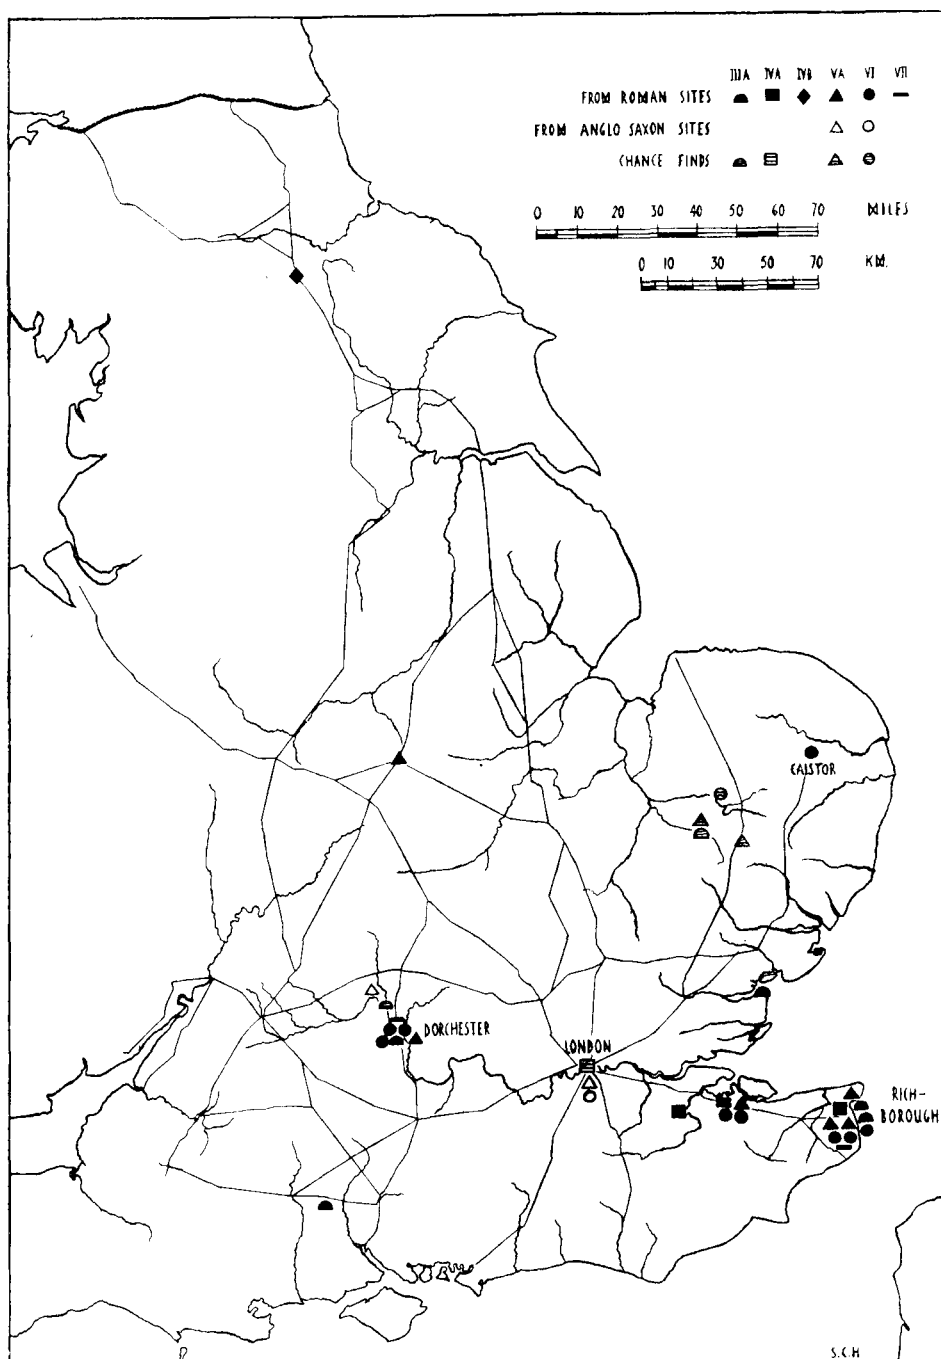 IIIA IVA IVB VA VI VII
FROM ROMAN SITES
FROM ANGLO SAXON SITES
CHANCE FINDS
0 10 20 30 40 50 60 70 MILES
0 10 30 50 70 KM.
CAISTOR
DORCHESTER
LONDON
RICH-
BOROUGH
S.C.H